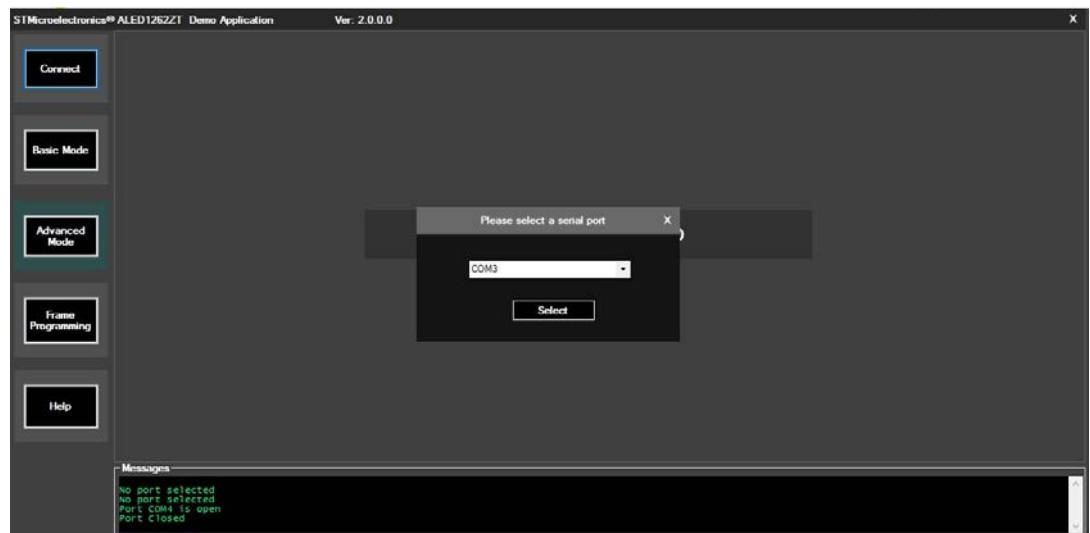 STMicroelectronics® ALED1262ZT Demo Application Ver: 2.0.0.0 X
Connect
Basic Mode
Advanced
Mode
Frame
Programming
Help
Please select a serial port X
COM3
Select
Messages
No port selected
No port selected
Port COM4 is open
Port Closed